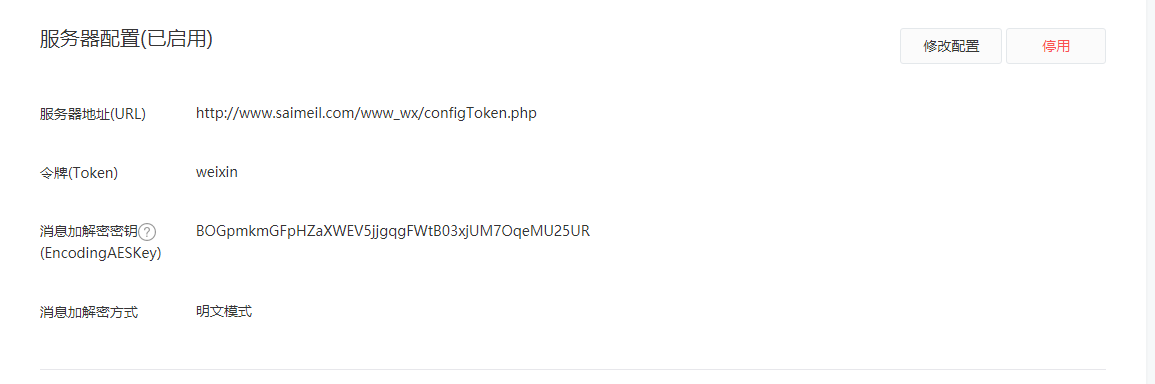 服务器配置(已启用)
修改配置
停用
服务器地址(URL)
http://www.saimeil.com/www_wx/configToken.php
令牌(Token)
weixin
消息加解密密钥?
(EncodingAESKey)
BOGpmkmGFpHZaXWEV5jjgqgFWtB03xjUM7OqeMU25UR
消息加解密方式
明文模式